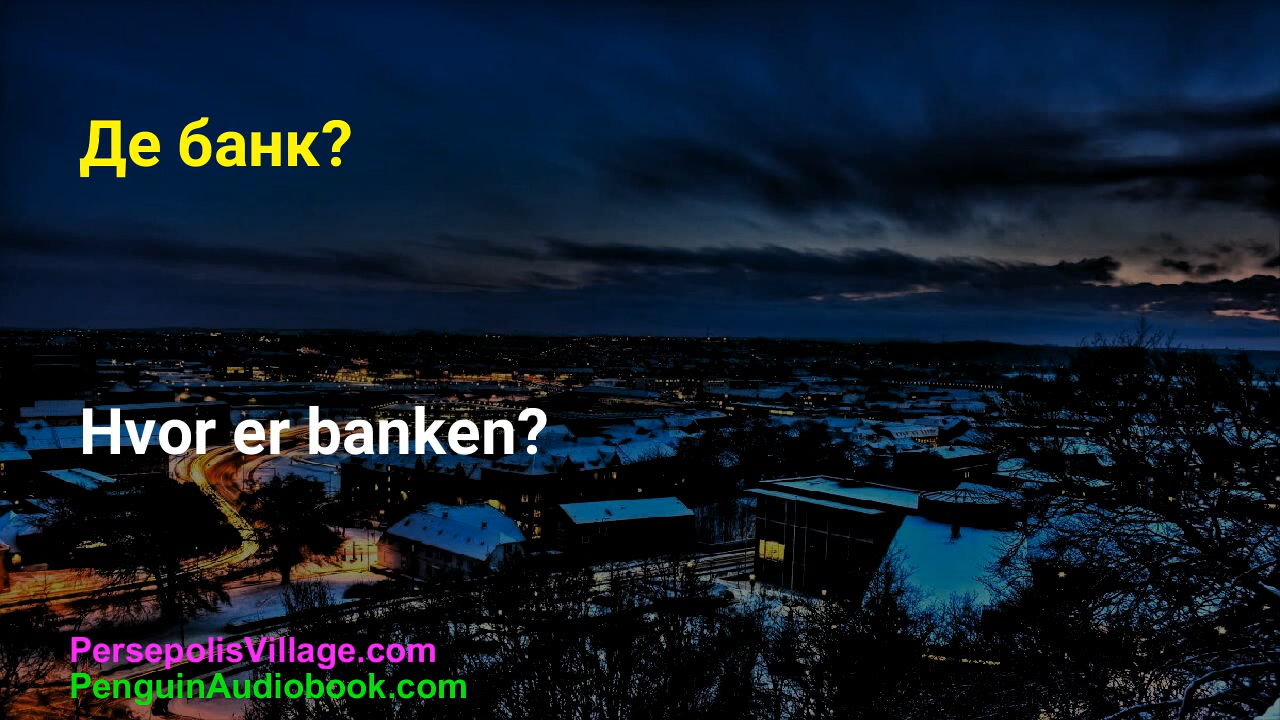 Де банк?
Hvor er banken?
PersepolisVillage.com
PenguinAudiobook.com